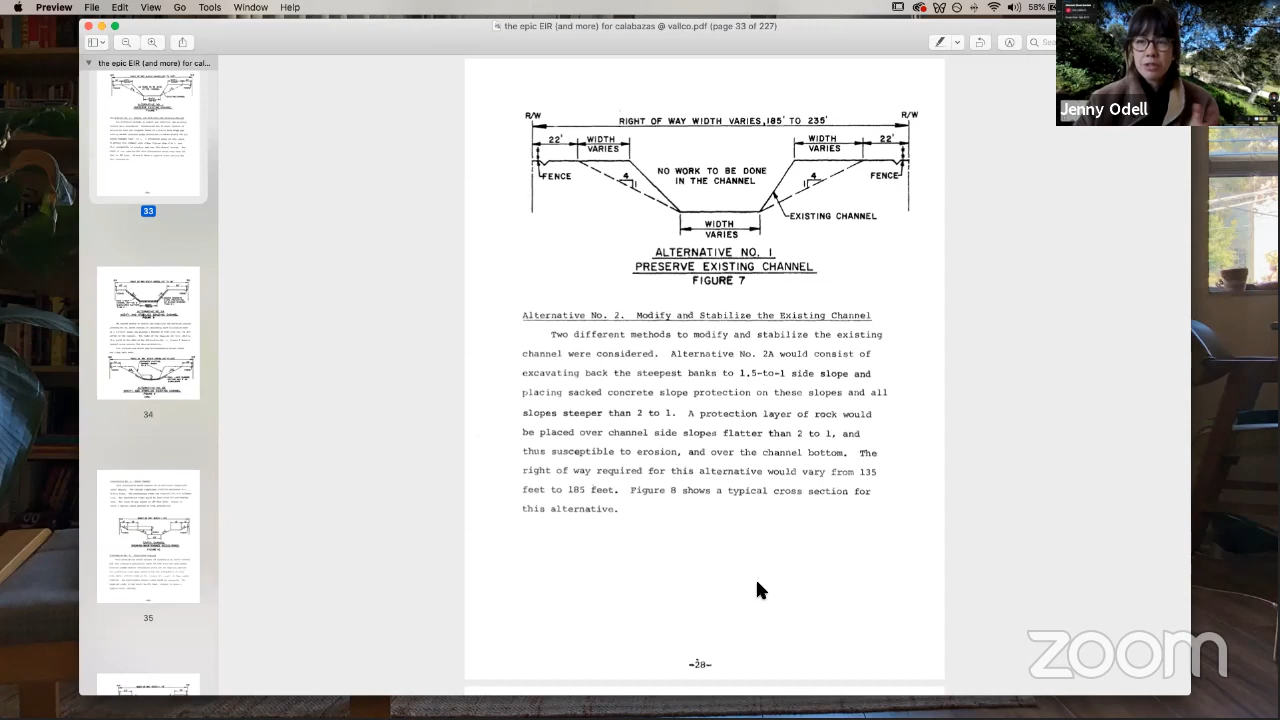 Preview File Edit View Go Tools Window Help
58%
the epic EIR (and more) for calabazas @ vallco.pdf (page 33 of 227)
the epic EIR (and more) for cal...
33
34
35
R/W
RIGHT OF WAY WIDTH VARIES, 185' TO 235'
R/W
22'
WIDTH
VARIES
WIDTH
VARIES
22'
FENCE
4
NO WORK TO BE DONE
IN THE CHANNEL
4
FENCE
EXISTING CHANNEL
WIDTH
VARIES
ALTERNATIVE NO. 1
PRESERVE EXISTING CHANNEL
FIGURE 7
Alternative No. 2. Modify and Stabilize the Existing Channel
different methods to modify and stabilize the existing
channel were considered. Alternative No. 2A would consist of
excavating back the steepest banks to 1.5-to-1 side slope and
placing sacked concrete slope protection on these slopes and all
slopes steeper than 2 to 1. A protection layer of rock would
be placed over channel side slopes flatter than 2 to 1, and
thus susceptible to erosion, and over the channel bottom. The
right of way required for this alternative would vary from 135
feet to 185 feet. Figure 8 shows a typical cross section for
this alternative.
-28-
Jenny Odell
zoom